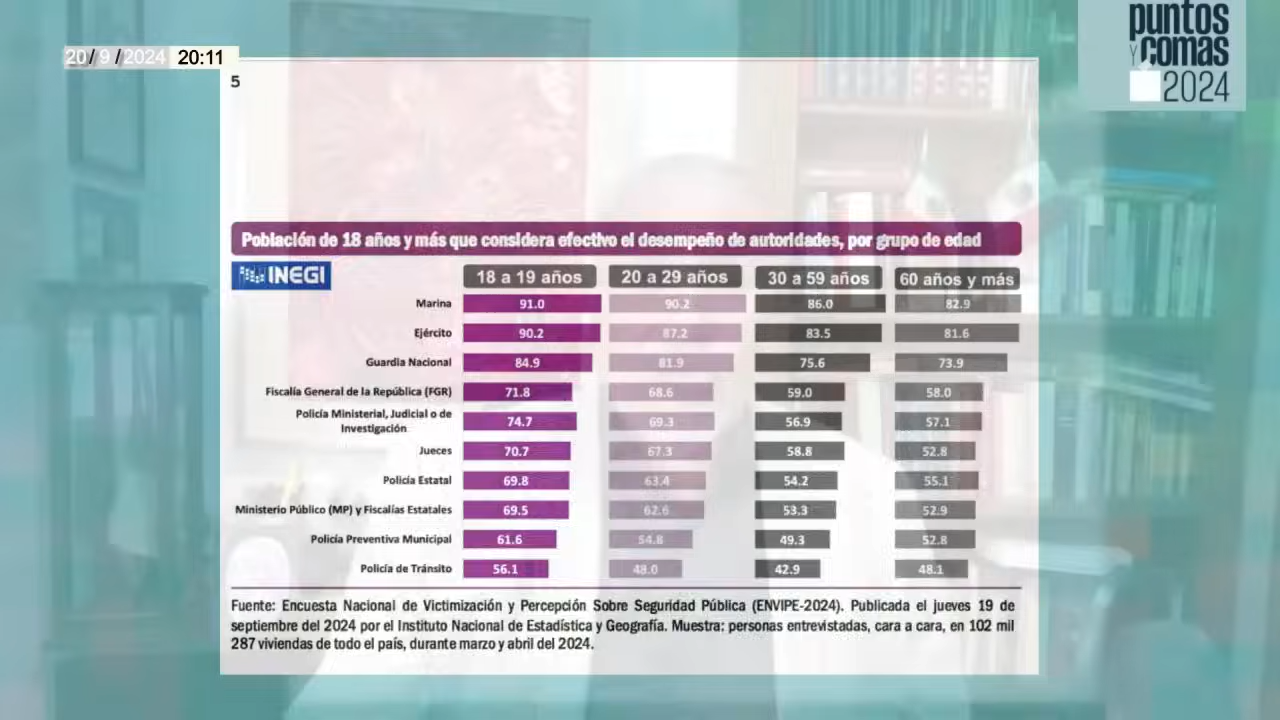 20/ 9 /2024 20:11
puntos
Y comas
2024
5
Población de 18 años y más que considera efectivo el desempeño de autoridades, por grupo de edad
INEGI 18 a 19 años 20 a 29 años 30 a 59 años 60 años y más
Marina 91.0 90.2 86.0 82.9
Ejército 90.2 87.2 83.5 81.6
Guardia Nacional 84.9 81.9 75.6 73.9
Fiscalía General de la República (FGR) 71.8 68.6 59.0 58.0
Policía Ministerial, Judicial o de
Investigación 74.7 69.3 56.9 57.1
Jueces 70.7 67.3 58.8 52.8
Policía Estatal 69.8 63.4 54.2 55.1
Ministerio Público (MP) y Fiscalías Estatales 69.5 62.6 53.3 52.9
Policía Preventiva Municipal 61.6 54.8 49.3 52.8
Policía de Tránsito 56.1 48.0 42.9 48.1
Fuente: Encuesta Nacional de Victimización y Percepción Sobre Seguridad Pública (ENVIPE-2024). Publicada el jueves 19 de
septiembre del 2024 por el Instituto Nacional de Estadística y Geografía. Muestra: personas entrevistadas, cara a cara, en 102 mil
287 viviendas de todo el país, durante marzo y abril del 2024.